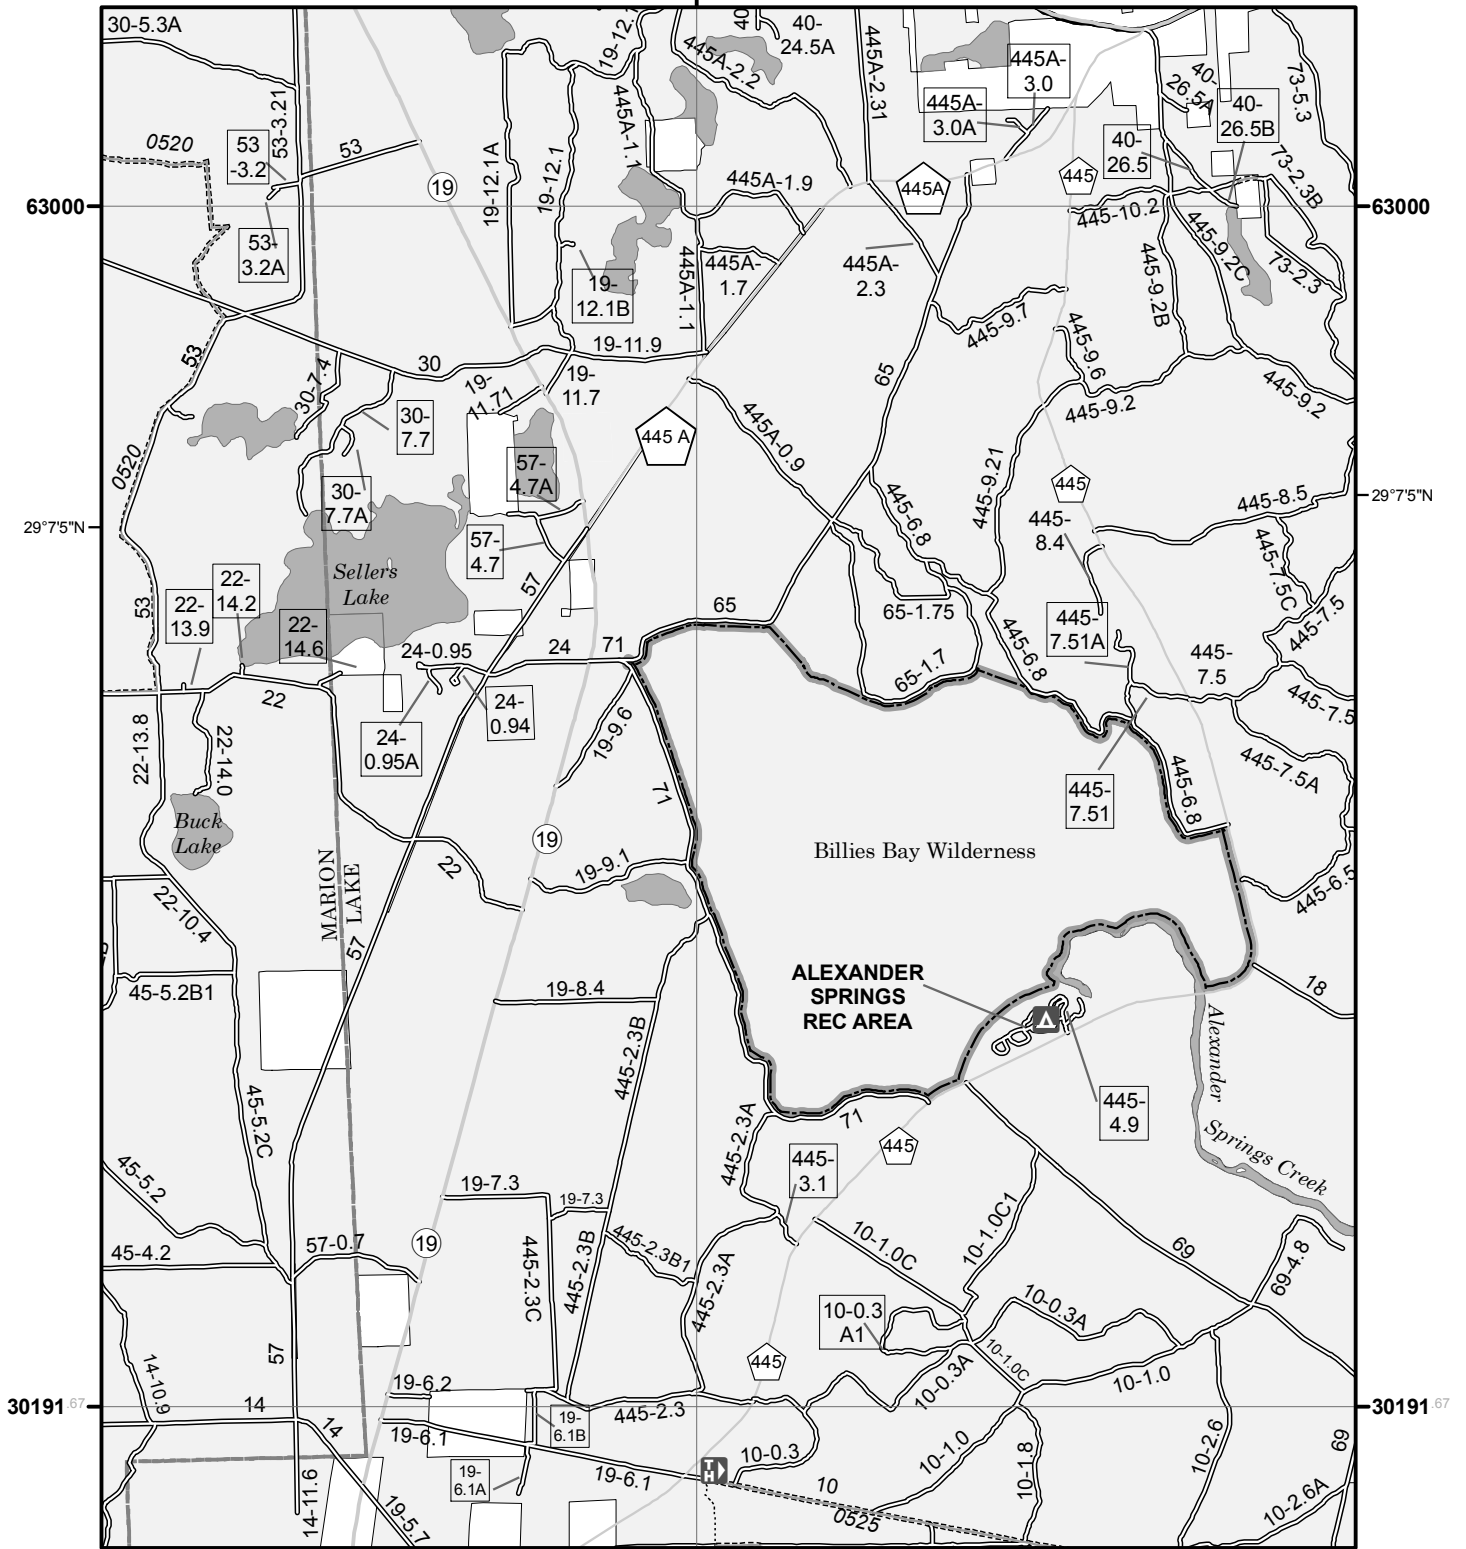 30-5.3A
53-3.21
0520
53
-3.2
53
53-
3.2A
19
19-12.1A
19-12.1
19-12.1
445A-1.1
445A-2.2
40
40-
24.5A
445A-2.31
445A-
3.0
445A-
3.0A
40-
26.5A
40-
26.5B
40-
26.5
73-5.3
73-2.3B
73-2.3
63000
63000
445A-1.9
445A
445
445-10.2
445-9.2C
445-9.2B
445A-
1.7
445A-1.1
445A-
2.3
19-
12.1B
19-11.9
30
53
30-7.4
30-
7.7
30-
7.7A
19-
11.71
19-
11.7
445 A
445A-0.9
65
445-9.7
445-9.6
445-9.2
445-9.2
445-9.21
445
445-8.5
29°7'5"N
29°7'5"N
0520
57-
4.7A
57-
4.7
57
445-6.8
445-
8.4
445-7.5C
445-7.5
Sellers
Lake
53
22-
13.9
22-
14.2
22-
14.6
24-0.95
24
71
65
65-1.75
65-1.7
445-6.8
445-
7.51A
445-
7.5
445-7.5
22
24-
0.94
24-
0.95A
19-9.6
22-13.8
22-14.0
71
445-
7.51
445-6.8
445-7.5A
Buck
Lake
19
22
19-9.1
Billies Bay Wilderness
445-6.5
MARION
LAKE
22-10.4
57
45-5.2B1
19-8.4
445-2.3B
ALEXANDER
SPRINGS
REC AREA
18
Alexander
Springs Creek
445-
4.9
71
445
45-5.2C
445-2.3A
445-
3.1
45-5.2
19-7.3
19-7.3
45-4.2
57-0.7
19
445-2.3C
445-2.3B
445-2.3B1
445-2.3A
10-1.0C
10-1.0C1
69
69-4.8
10-0.3
A1
10-0.3A
445
10-1.0C
10-0.3A
10-1.0
57
14-10.9
19-6.2
30191.67
14
14
19-6.1
19-
6.1B
445-2.3
30191.67
19-
6.1A
19-6.1
TH
10-0.3
10
0525
10-1.0
10-1.8
10-2.6
69
10-2.6A
14-11.6
19-5.7